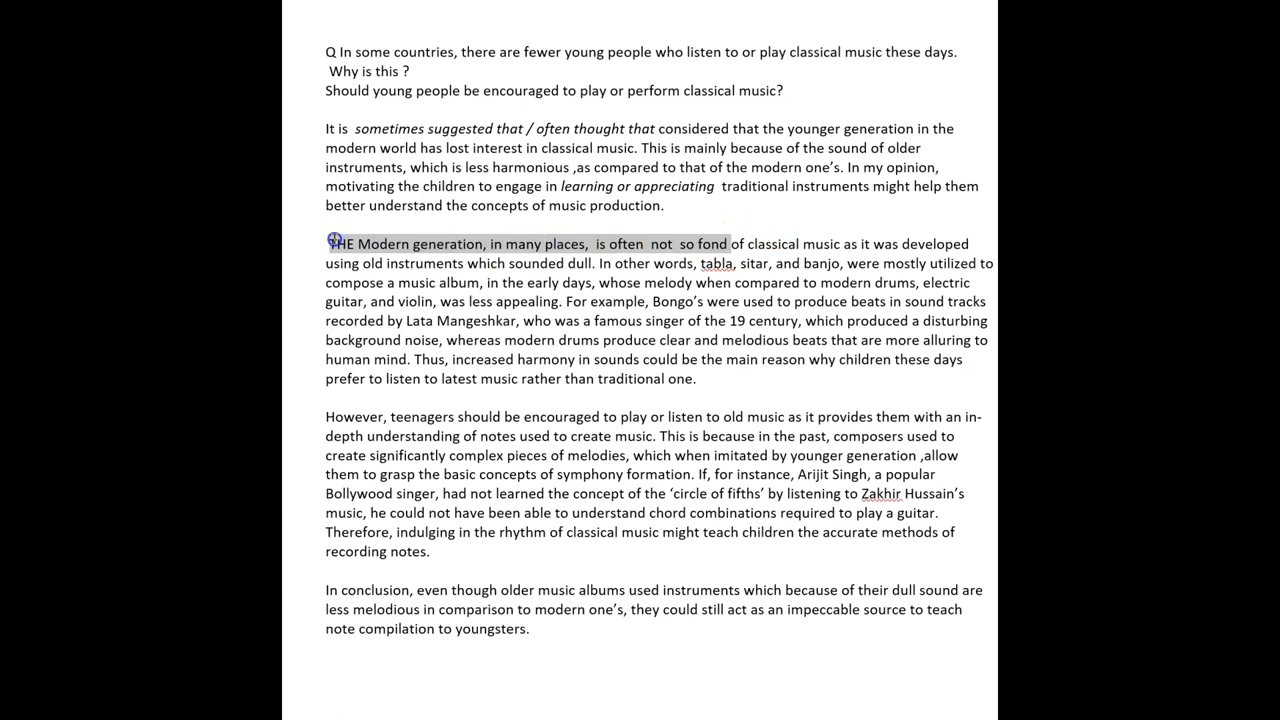 Q In some countries, there are fewer young people who listen to or play classical music these days.
Why is this ?
Should young people be encouraged to play or perform classical music?
It is sometimes suggested that / often thought that considered that the younger generation in the
modern world has lost interest in classical music. This is mainly because of the sound of older
instruments, which is less harmonious ,as compared to that of the modern one's. In my opinion,
motivating the children to engage in learning or appreciating traditional instruments might help them
better understand the concepts of music production.
THE Modern generation, in many places, is often not so fond of classical music as it was developed
using old instruments which sounded dull. In other words, tabla, sitar, and banjo, were mostly utilized to
compose a music album, in the early days, whose melody when compared to modern drums, electric
guitar, and violin, was less appealing. For example, Bongo's were used to produce beats in sound tracks
recorded by Lata Mangeshkar, who was a famous singer of the 19 century, which produced a disturbing
background noise, whereas modern drums produce clear and melodious beats that are more alluring to
human mind. Thus, increased harmony in sounds could be the main reason why children these days
prefer to listen to latest music rather than traditional one.
However, teenagers should be encouraged to play or listen to old music as it provides them with an in-
depth understanding of notes used to create music. This is because in the past, composers used to
create significantly complex pieces of melodies, which when imitated by younger generation ,allow
them to grasp the basic concepts of symphony formation. If, for instance, Arijit Singh, a popular
Bollywood singer, had not learned the concept of the 'circle of fifths' by listening to Zakhir Hussain's
music, he could not have been able to understand chord combinations required to play a guitar.
Therefore, indulging in the rhythm of classical music might teach children the accurate methods of
recording notes.
In conclusion, even though older music albums used instruments which because of their dull sound are
less melodious in comparison to modern one's, they could still act as an impeccable source to teach
note compilation to youngsters.